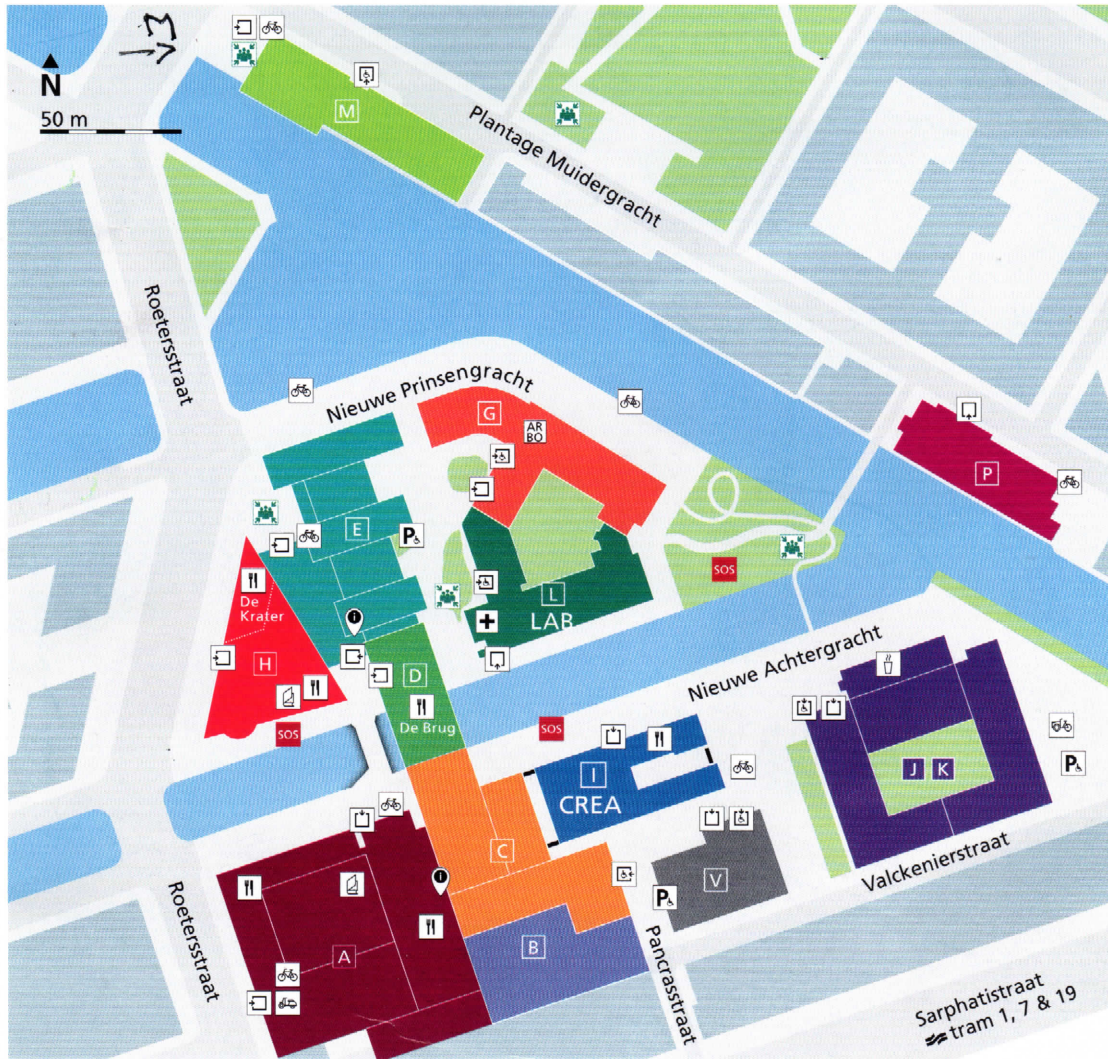 N
50 m
M
Plantage Muidergracht
Roetersstraat
Nieuwe Prinsengracht
G
AR
BO
P
E
P
De
Krater
H
i
L
LAB
SOS
D
De Brug
Nieuwe Achtergracht
SOS
SOS
I
CREA
J K
P
C
i
V
P
Valckenierstraat
Roetersstraat
A
B
Pancrasstraat
Sarphatistraat
tram 1, 7 & 19